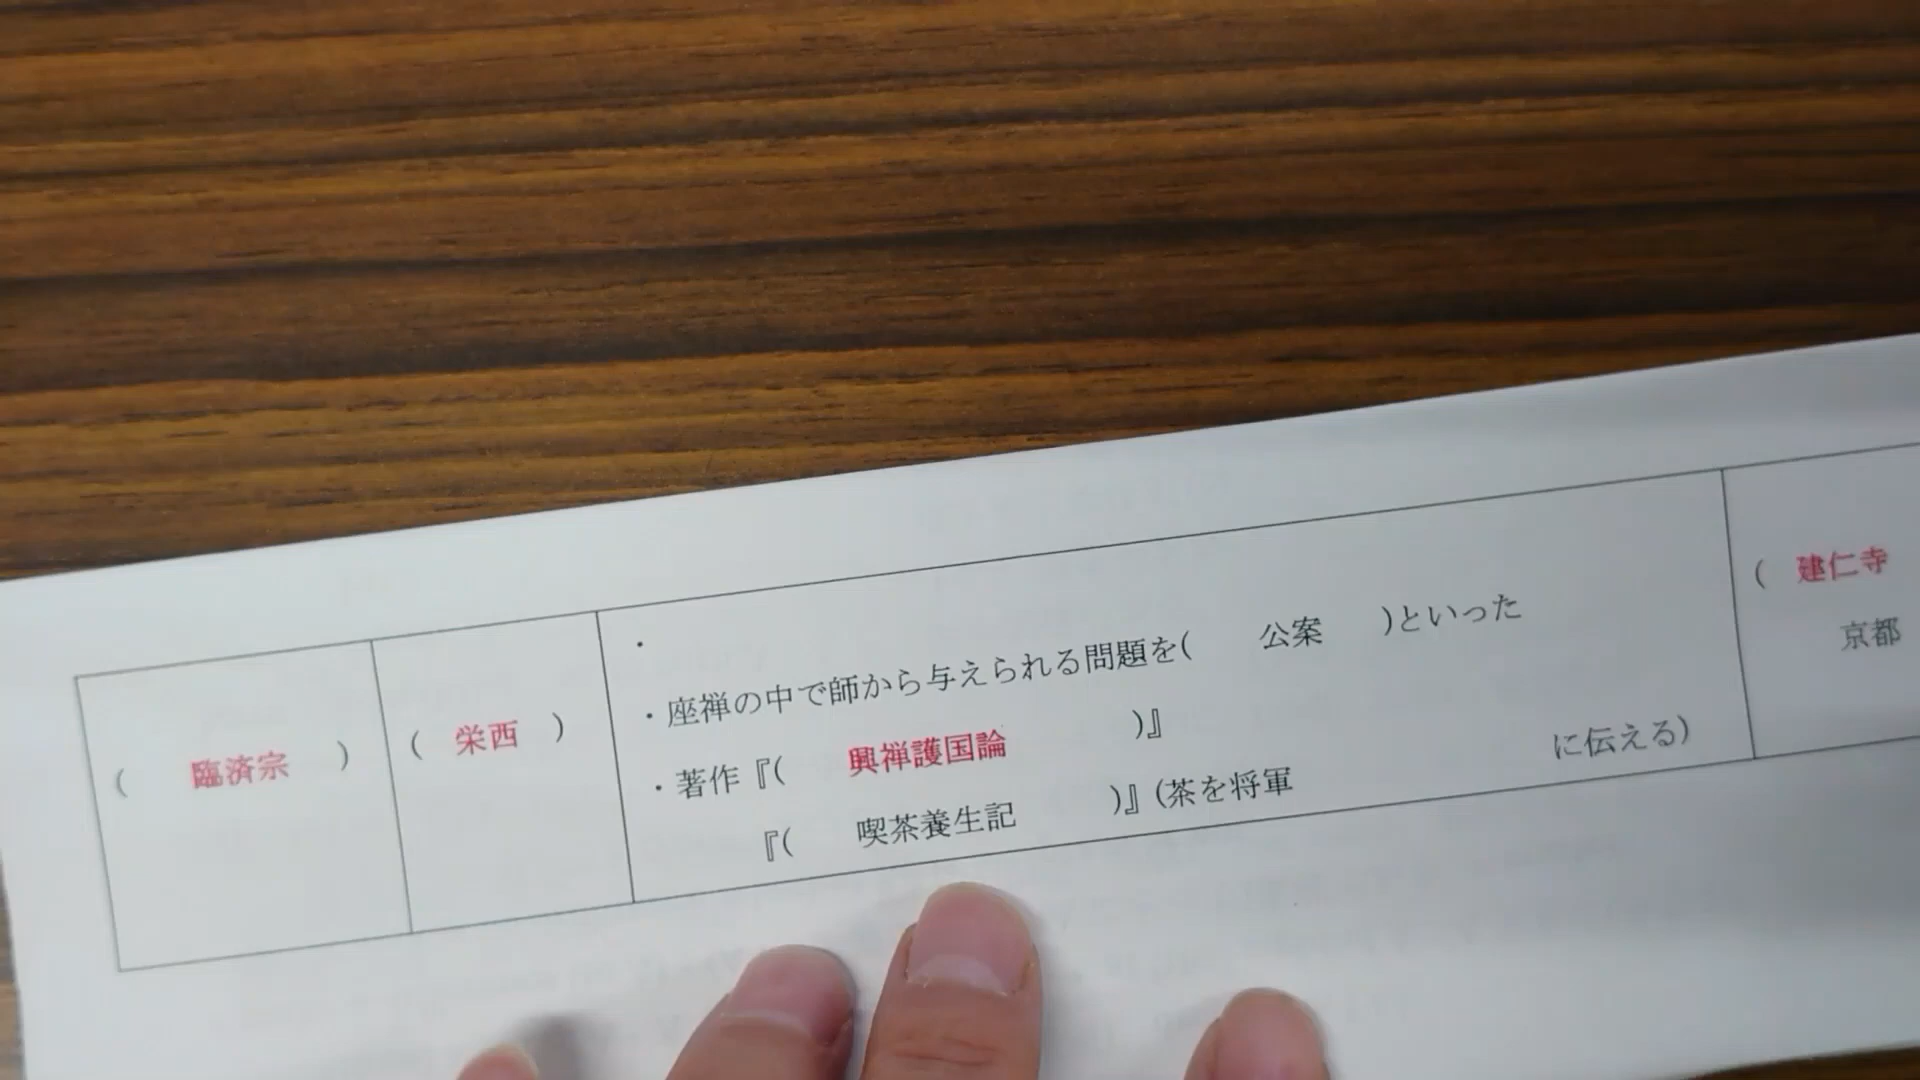 ( 臨済宗 )
( 栄西 )
・
・座禅の中で師から与えられる問題を( 公案 )といった
・著作『( 興禅護国論 )』
『( 喫茶養生記 )』(茶を将軍 に伝える)
( 建仁寺
京都